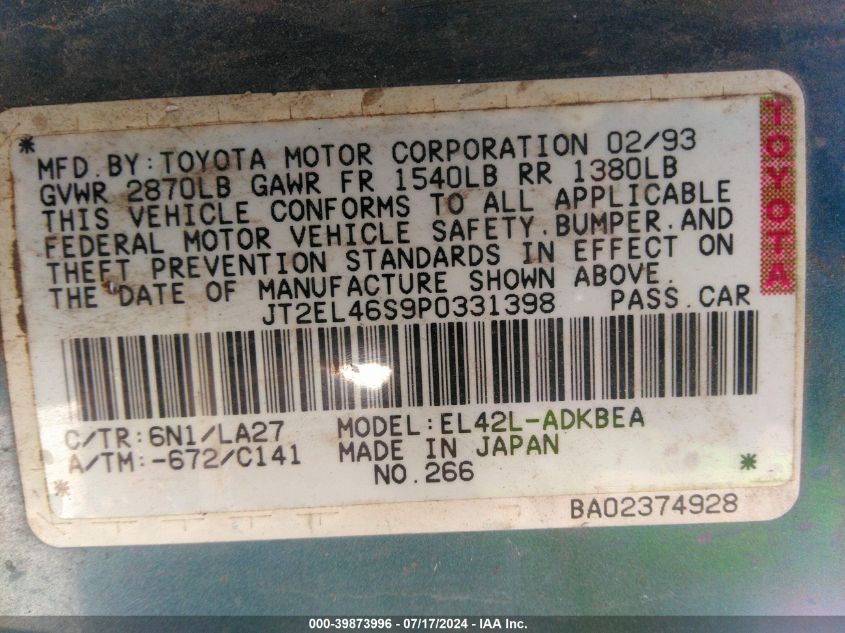 MFD. BY: TOYOTA MOTOR CORPORATION 02/93
GVWR 2870LB GAWR FR 1540LB RR 1380LB
THIS VEHICLE CONFORMS TO ALL APPLICABLE
FEDERAL MOTOR VEHICLE SAFETY. BUMPER. AND
THEFT PREVENTION STANDARDS IN EFFECT ON
THE DATE OF MANUFACTURE SHOWN ABOVE.
JT2EL46S9P0331398 PASS. CAR
TOYOTA
C/TR: 6N1/LA27 MODEL: EL42L-ADKBEA
A/TM: -672/C141 MADE IN JAPAN
NO. 266
BA02374928
000-39873996 - 07/17/2024 - IAA Inc.